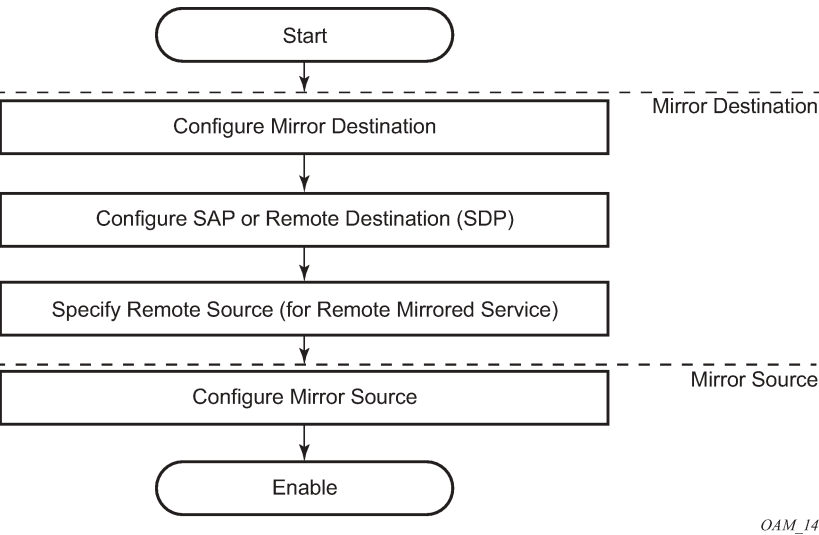 Start
Mirror Destination
Configure Mirror Destination
Configure SAP or Remote Destination (SDP)
Specify Remote Source (for Remote Mirrored Service)
Mirror Source
Configure Mirror Source
Enable
OAM_14